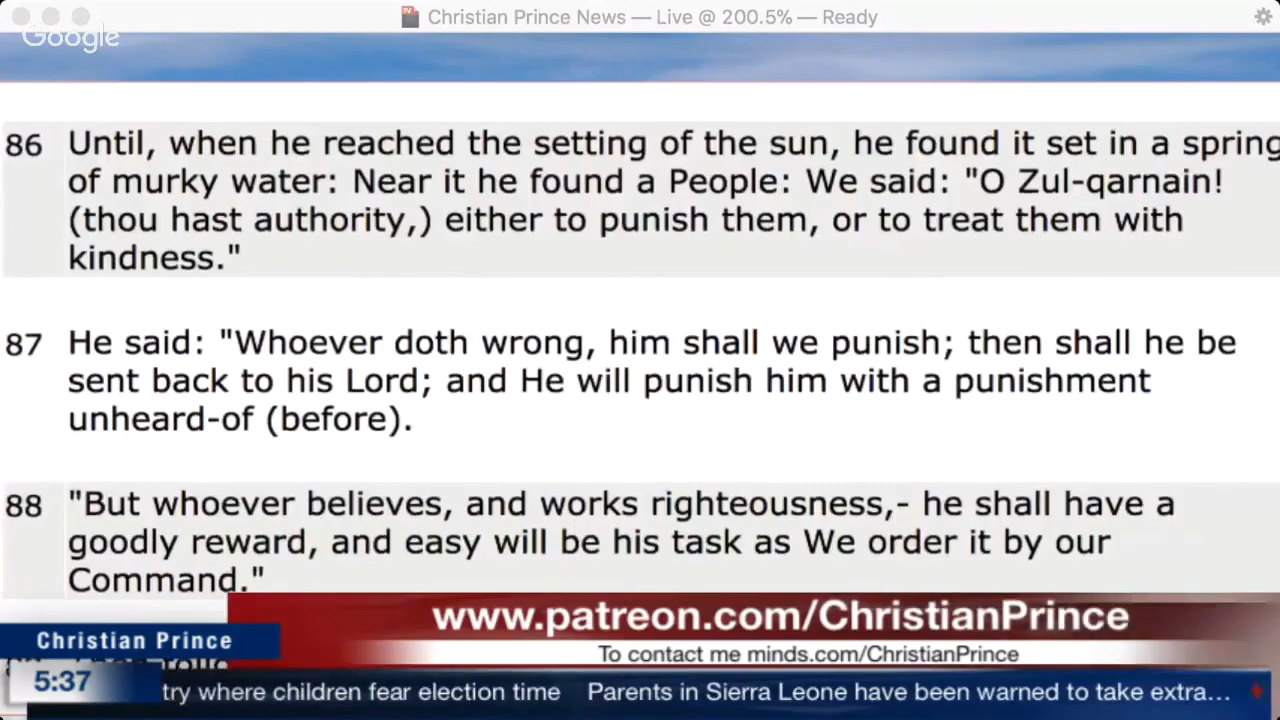 Christian Prince News — Live @ 200.5% — Ready
Google
86 Until, when he reached the setting of the sun, he found it set in a spring
of murky water: Near it he found a People: We said: "O Zul-qarnain!
(thou hast authority,) either to punish them, or to treat them with
kindness."
87 He said: "Whoever doth wrong, him shall we punish; then shall he be
sent back to his Lord; and He will punish him with a punishment
unheard-of (before).
88 "But whoever believes, and works righteousness,- he shall have a
goodly reward, and easy will be his task as We order it by our
Command."
www.patreon.com/ChristianPrince
Christian Prince
To contact me minds.com/ChristianPrince
5:37
try where children fear election time Parents in Sierra Leone have been warned to take extra...